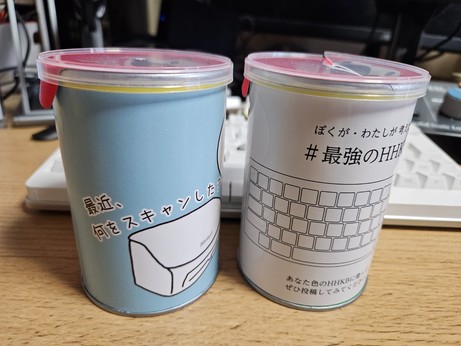 最近、
何をスキャンした
ぼくが・わたしが考え
#最強のHHK
あなた色のHHKBに
ぜひ投稿してみてくだ